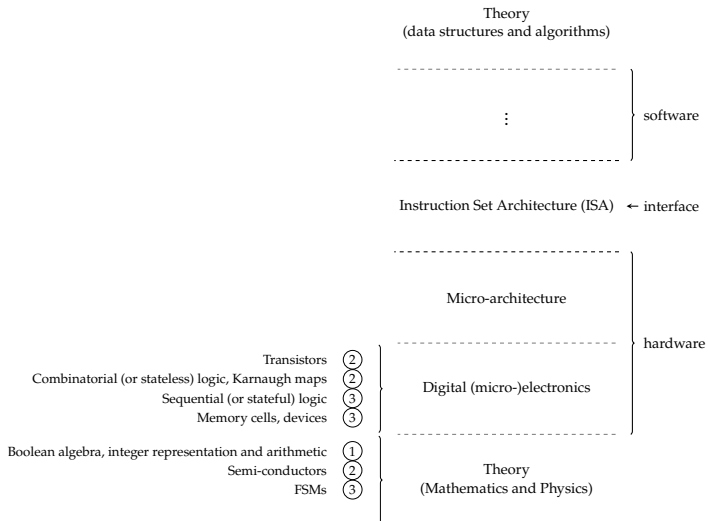 Theory
(data structures and algorithms)
⋮
software
Instruction Set Architecture (ISA) ← interface
Micro-architecture
hardware
Transistors ②
Combinatorial (or stateless) logic, Karnaugh maps ②
Sequential (or stateful) logic ③
Memory cells, devices ③
Digital (micro-)electronics
Boolean algebra, integer representation and arithmetic ①
Semi-conductors ②
FSMs ③
Theory
(Mathematics and Physics)